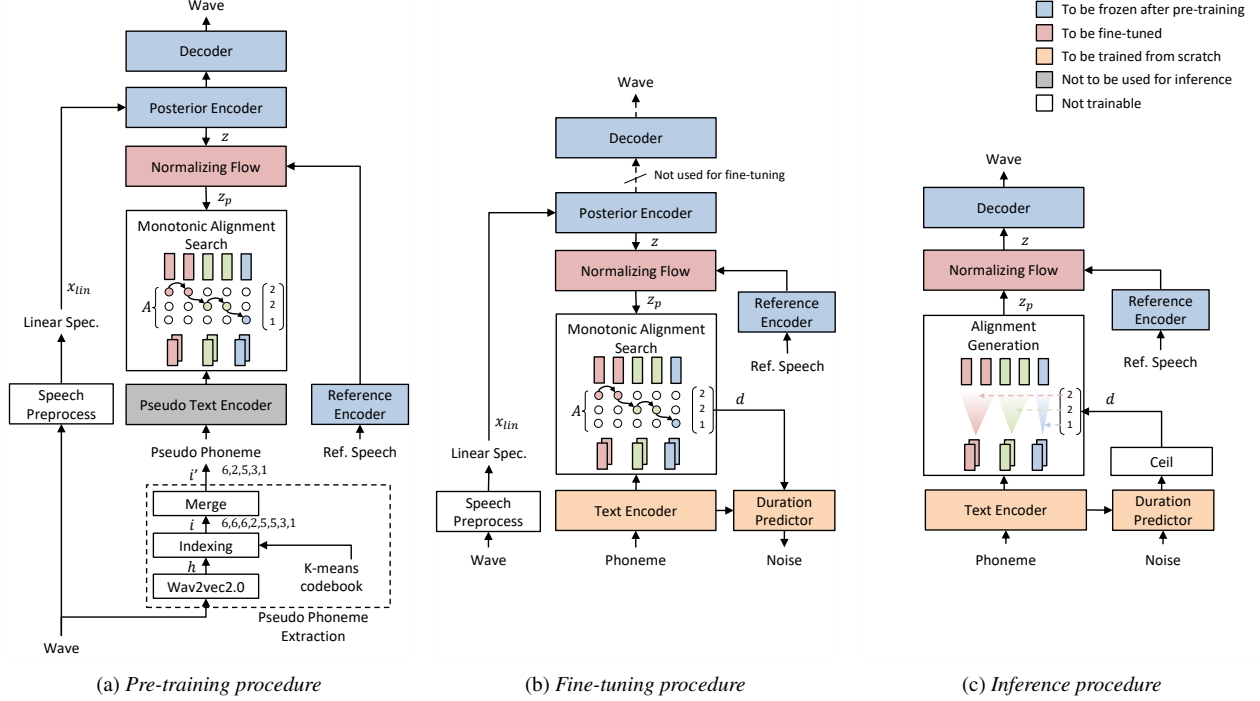 Wave
Decoder
Posterior Encoder
z
Normalizing Flow
z_p
Monotonic Alignment
Search
A
2
2
1
x_lin
Linear Spec.
Speech
Preprocess
Pseudo Text Encoder
Reference
Encoder
Pseudo Phoneme
Ref. Speech
i' 6,2,5,3,1
Merge
i 6,6,6,2,5,5,3,1
Indexing
h
K-means
codebook
Wav2vec2.0
Pseudo Phoneme
Extraction
Wave
(a) Pre-training procedure
Wave
Decoder
Not used for fine-tuning
Posterior Encoder
z
Normalizing Flow
z_p
Reference
Encoder
Ref. Speech
Monotonic Alignment
Search
A
2
2
1
d
x_lin
Linear Spec.
Speech
Preprocess
Text Encoder
Duration
Predictor
Wave
Phoneme
Noise
(b) Fine-tuning procedure
To be frozen after pre-training
To be fine-tuned
To be trained from scratch
Not to be used for inference
Not trainable
Wave
Decoder
z
Normalizing Flow
z_p
Reference
Encoder
Ref. Speech
Alignment
Generation
2
2
1
d
Ceil
Text Encoder
Duration
Predictor
Phoneme
Noise
(c) Inference procedure